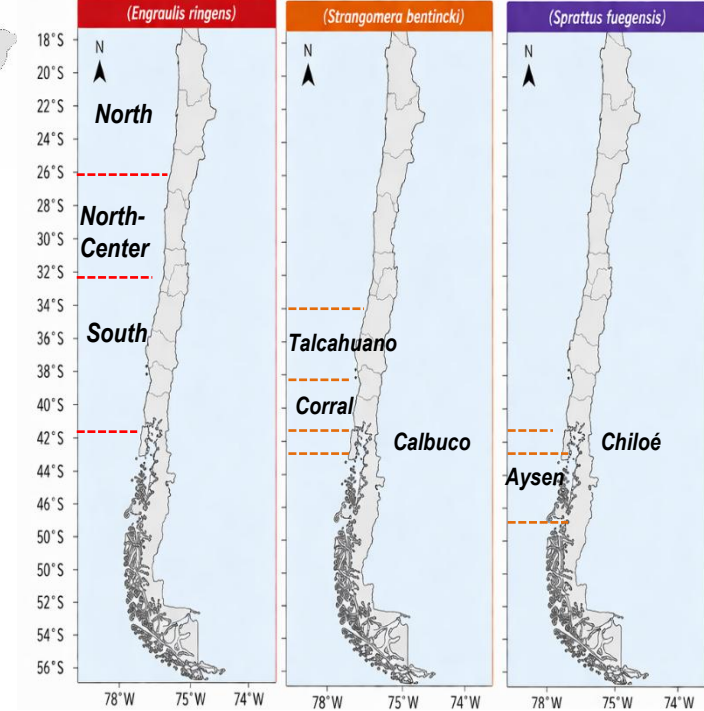 (Engraulis ringens)
(Strangomera bentincki)
(Sprattus fuegensis)
18°S
20°S
22°S
24°S
26°S
28°S
30°S
32°S
34°S
36°S
38°S
40°S
42°S
44°S
46°S
48°S
50°S
52°S
54°S
56°S
N
North
North-
Center
South
78°W
75°W
74°W
N
Talcahuano
Corral
Calbuco
78°W
75°W
74°W
N
Chiloé
Aysen
78°W
75°W
74°W